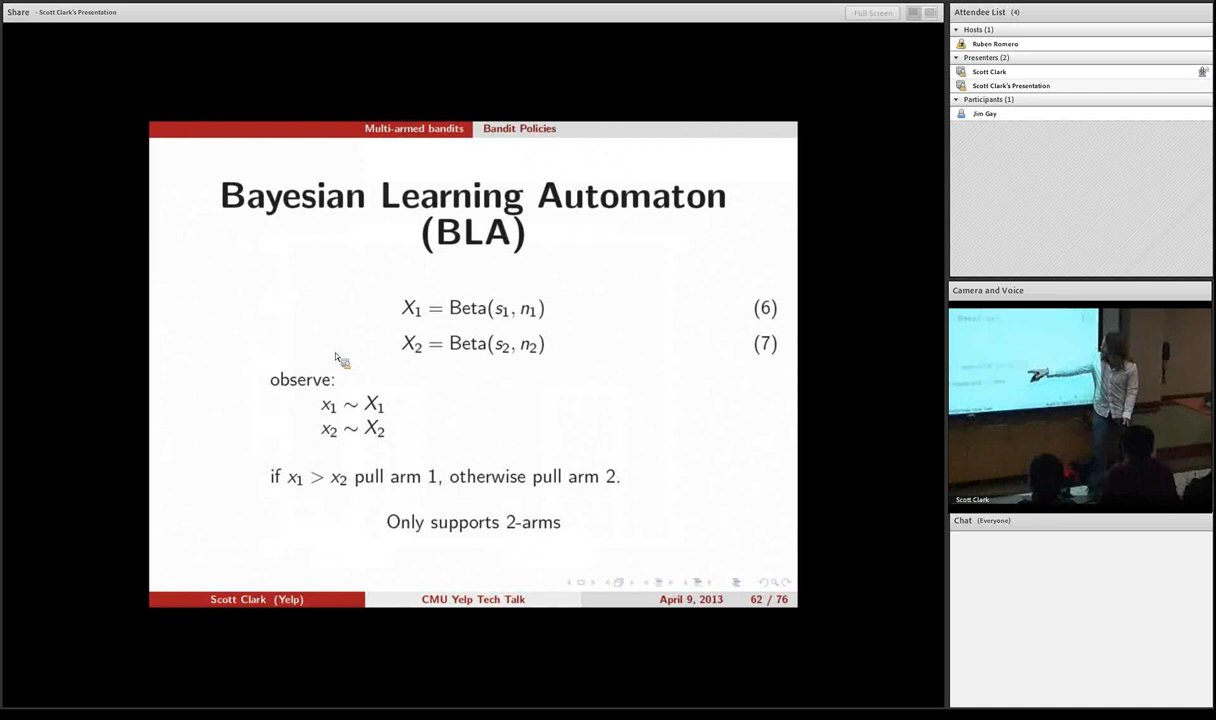 Share - Scott Clark's Presentation
Full Screen
Multi-armed bandits Bandit Policies
Bayesian Learning Automaton
(BLA)
X₁ = Beta(s₁, n₁) (6)
X₂ = Beta(s₂, n₂) (7)
observe:
x₁ ∼ X₁
x₂ ∼ X₂
if x₁ > x₂ pull arm 1, otherwise pull arm 2.
Only supports 2-arms
Scott Clark (Yelp) CMU Yelp Tech Talk April 9, 2013 62 / 76
Attendee List (4)
Hosts (1)
Ruben Romero
Presenters (2)
Scott Clark
Scott Clark's Presentation
Participants (1)
Jim Gay
Camera and Voice
Scott Clark
Chat (Everyone)